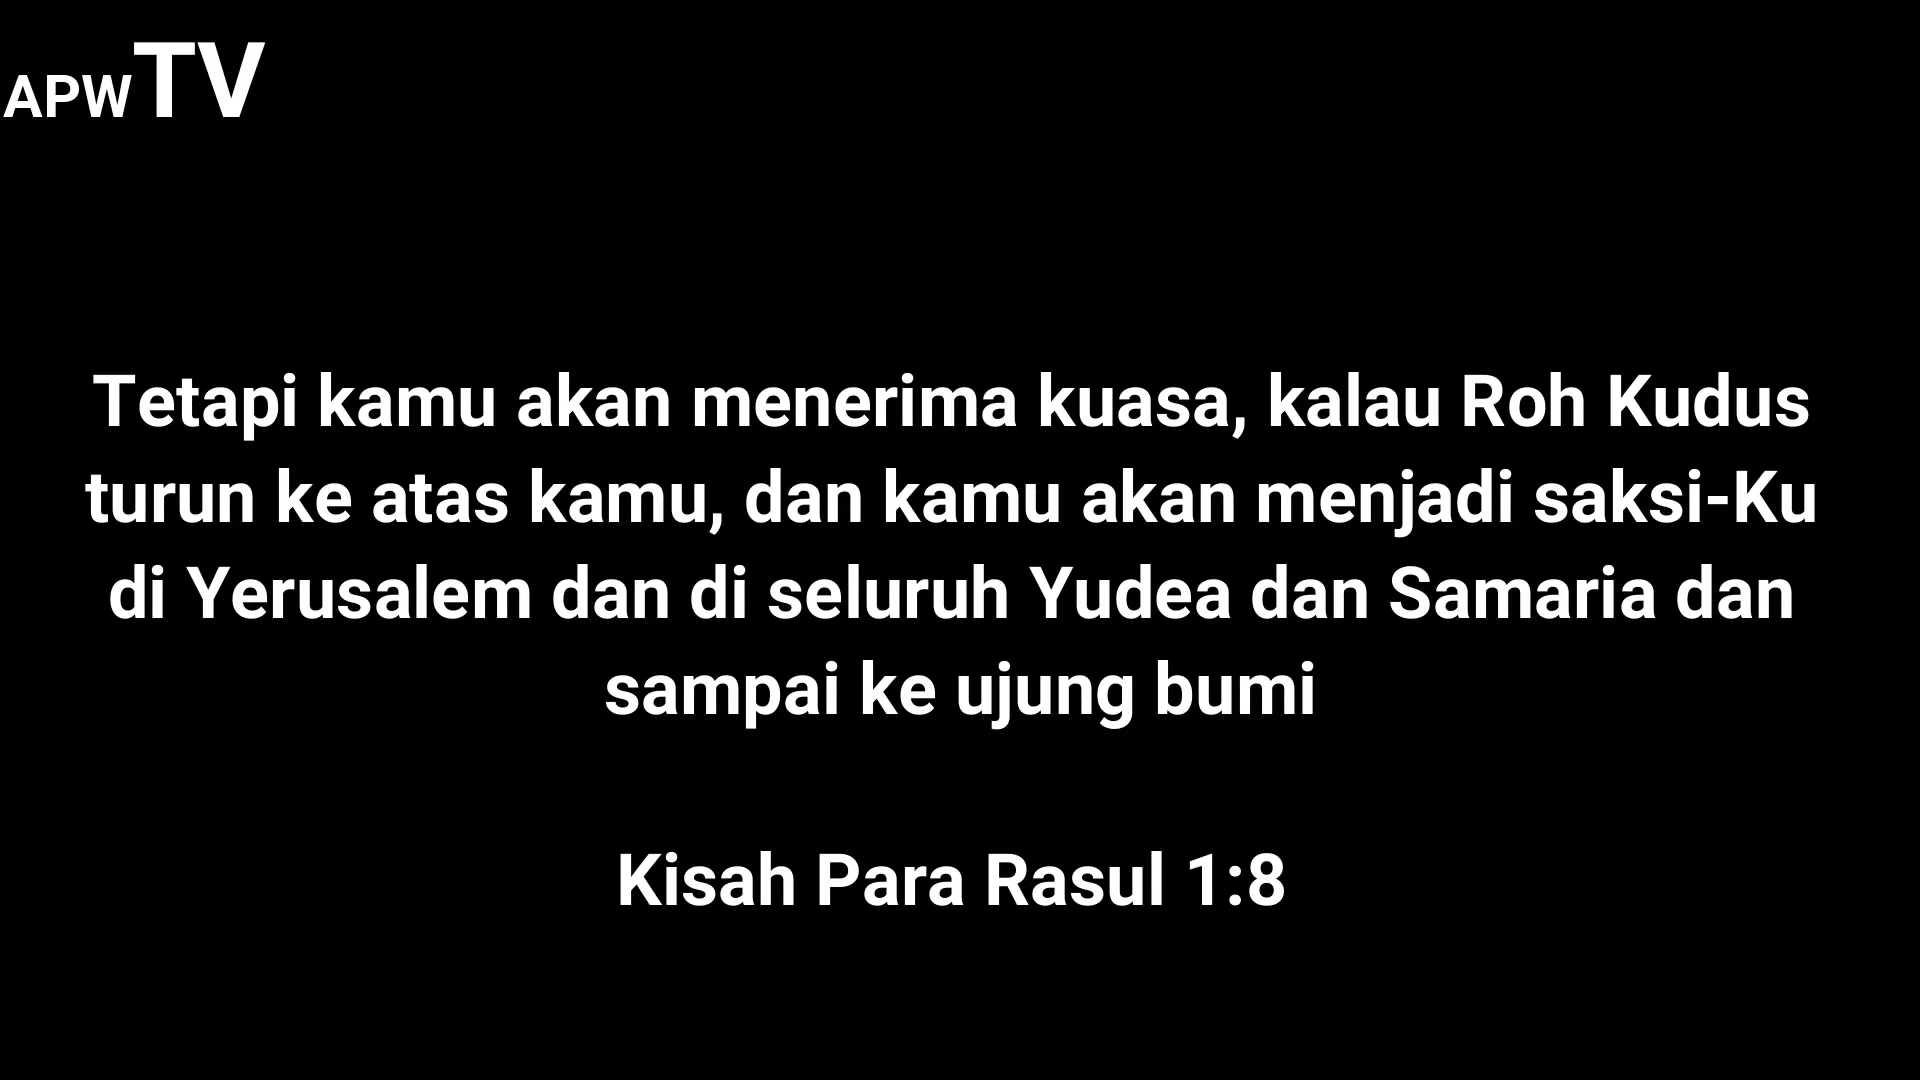 APWTV
Tetapi kamu akan menerima kuasa, kalau Roh Kudus
turun ke atas kamu, dan kamu akan menjadi saksi-Ku
di Yerusalem dan di seluruh Yudea dan Samaria dan
sampai ke ujung bumi
Kisah Para Rasul 1:8